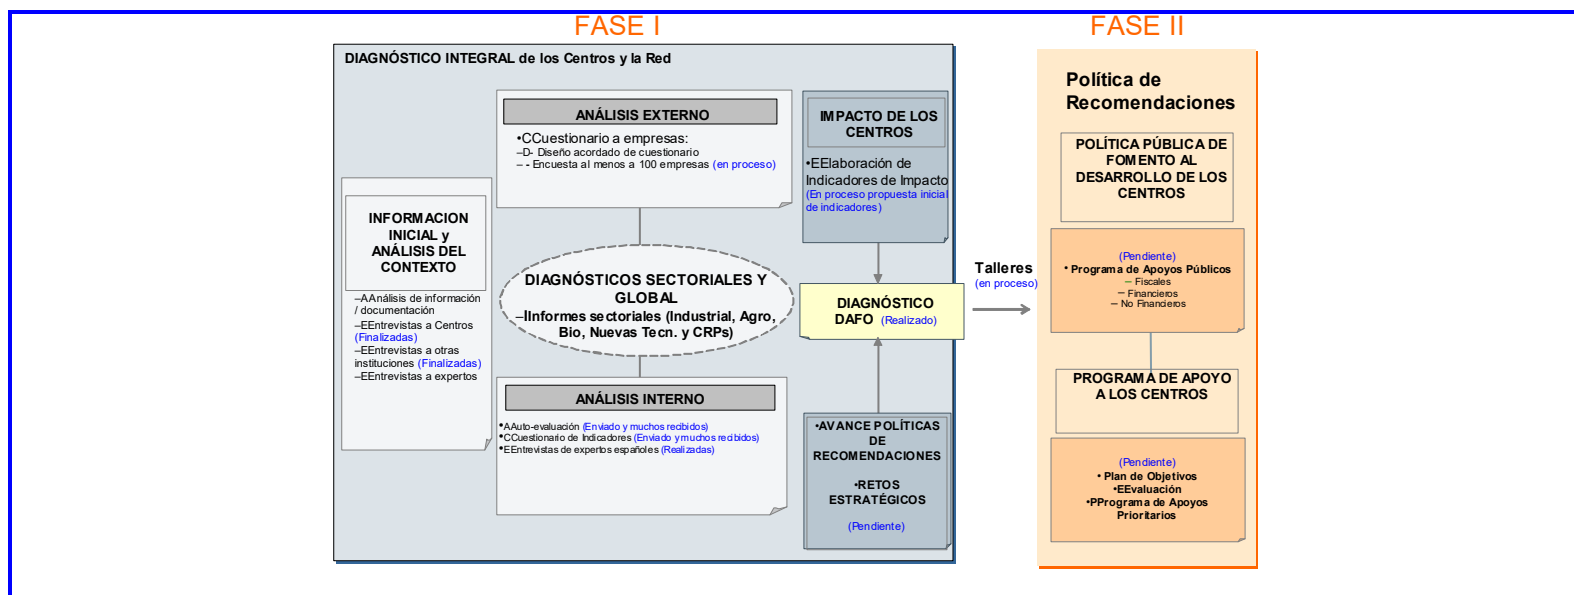 FASE I
FASE II
DIAGNÓSTICO INTEGRAL de los Centros y la Red
INFORMACION
INICIAL y
ANÁLISIS DEL
CONTEXTO
–AAnálisis de información
/ documentación
–EEntrevistas a Centros
(Finalizadas)
–EEntrevistas a otras
instituciones (Finalizadas)
–EEntrevistas a expertos
ANÁLISIS EXTERNO
•CCuestionario a empresas:
–D- Diseño acordado de cuestionario
– - Encuesta al menos a 100 empresas (en proceso)
DIAGNÓSTICOS SECTORIALES Y
GLOBAL
–IInformes sectoriales (Industrial, Agro,
Bio, Nuevas Tecn. y CRPs)
ANÁLISIS INTERNO
•AAuto-evaluación (Enviado y muchos recibidos)
•CCuestionario de Indicadores (Enviado y muchos recibidos)
•EEntrevistas de expertos españoles (Realizadas)
IMPACTO DE LOS
CENTROS
•EElaboración de
Indicadores de Impacto
(En proceso propuesta inicial
de indicadores)
DIAGNÓSTICO
DAFO (Realizado)
•AVANCE POLÍTICAS
DE
RECOMENDACIONES
•RETOS
ESTRATÉGICOS
(Pendiente)
Talleres
(en proceso)
Política de
Recomendaciones
POLÍTICA PÚBLICA DE
FOMENTO AL
DESARROLLO DE LOS
CENTROS
(Pendiente)
• Programa de Apoyos Públicos
– Fiscales
– Financieros
– No Financieros
PROGRAMA DE APOYO
A LOS CENTROS
(Pendiente)
• Plan de Objetivos
•EEvaluación
•PPrograma de Apoyos
Prioritarios